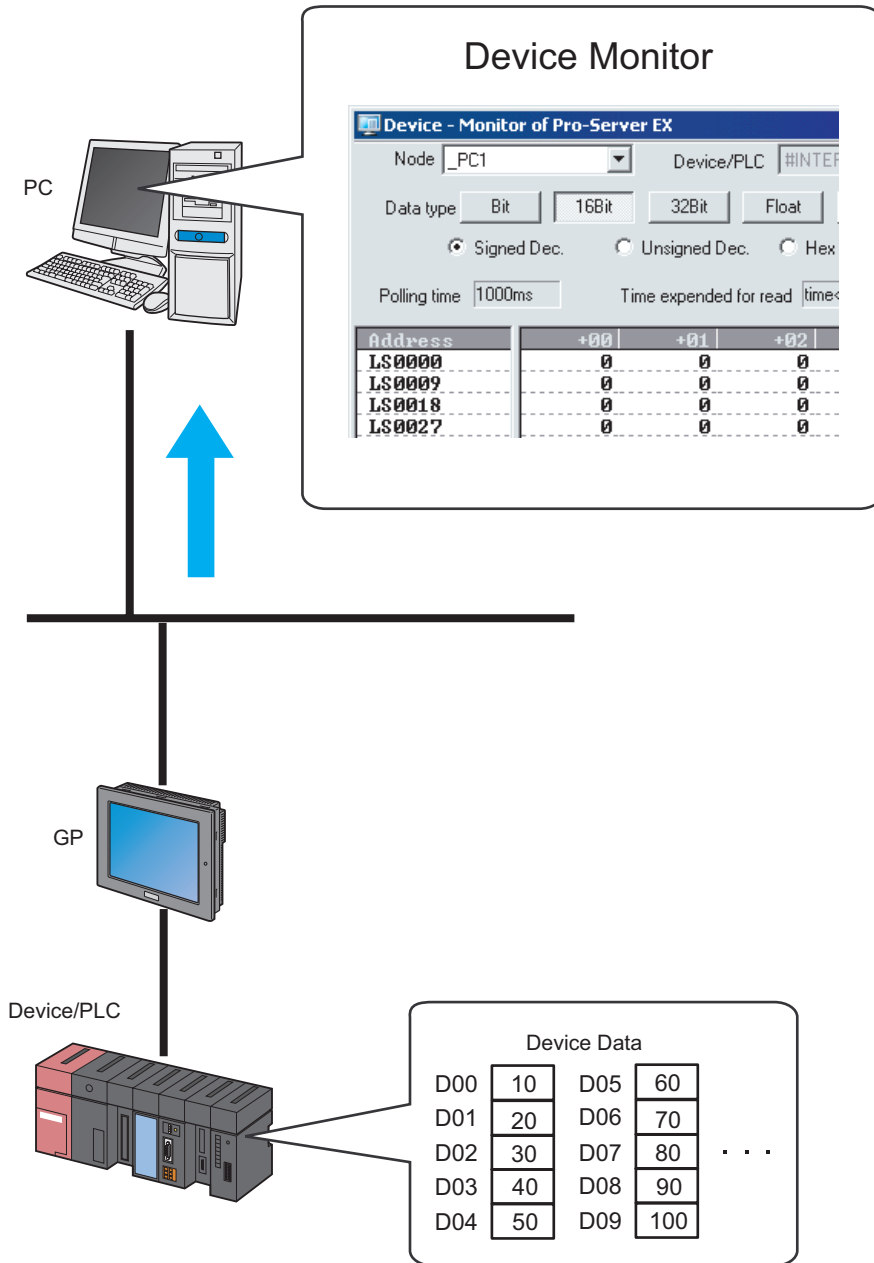 Device Monitor
Device - Monitor of Pro-Server EX
Node _PC1 Device/PLC
Data type Bit 16Bit 32Bit Float
Signed Dec. Unsigned Dec. Hex
Polling time 1000ms Time expended for read time<
Address +00 +01 +02
LS0000 0 0 0
LS0009 0 0 0
LS0018 0 0 0
LS0027 0 0 0
PC
GP
Device/PLC
Device Data
D00 10 D05 60
D01 20 D06 70
D02 30 D07 80 . . .
D03 40 D08 90
D04 50 D09 100